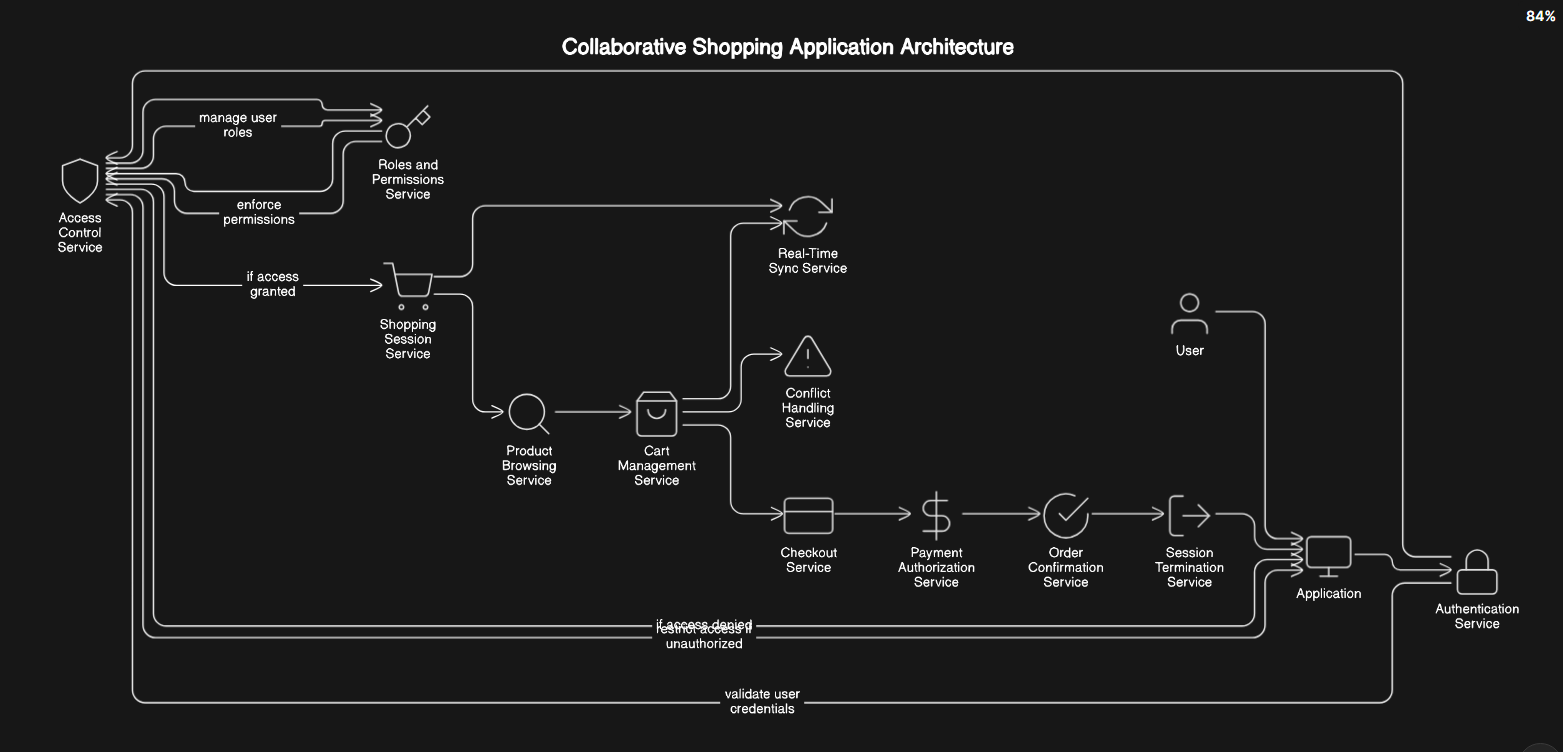 84%
Collaborative Shopping Application Architecture
manage user
roles
Roles and
Permissions
Service
Access
Control
Service
enforce
permissions
if access
granted
Shopping
Session
Service
Real-Time
Sync Service
User
Conflict
Handling
Service
Product
Browsing
Service
Cart
Management
Service
Checkout
Service
Payment
Authorization
Service
Order
Confirmation
Service
Session
Termination
Service
Application
Authentication
Service
if access denied
restrict access if
unauthorized
validate user
credentials